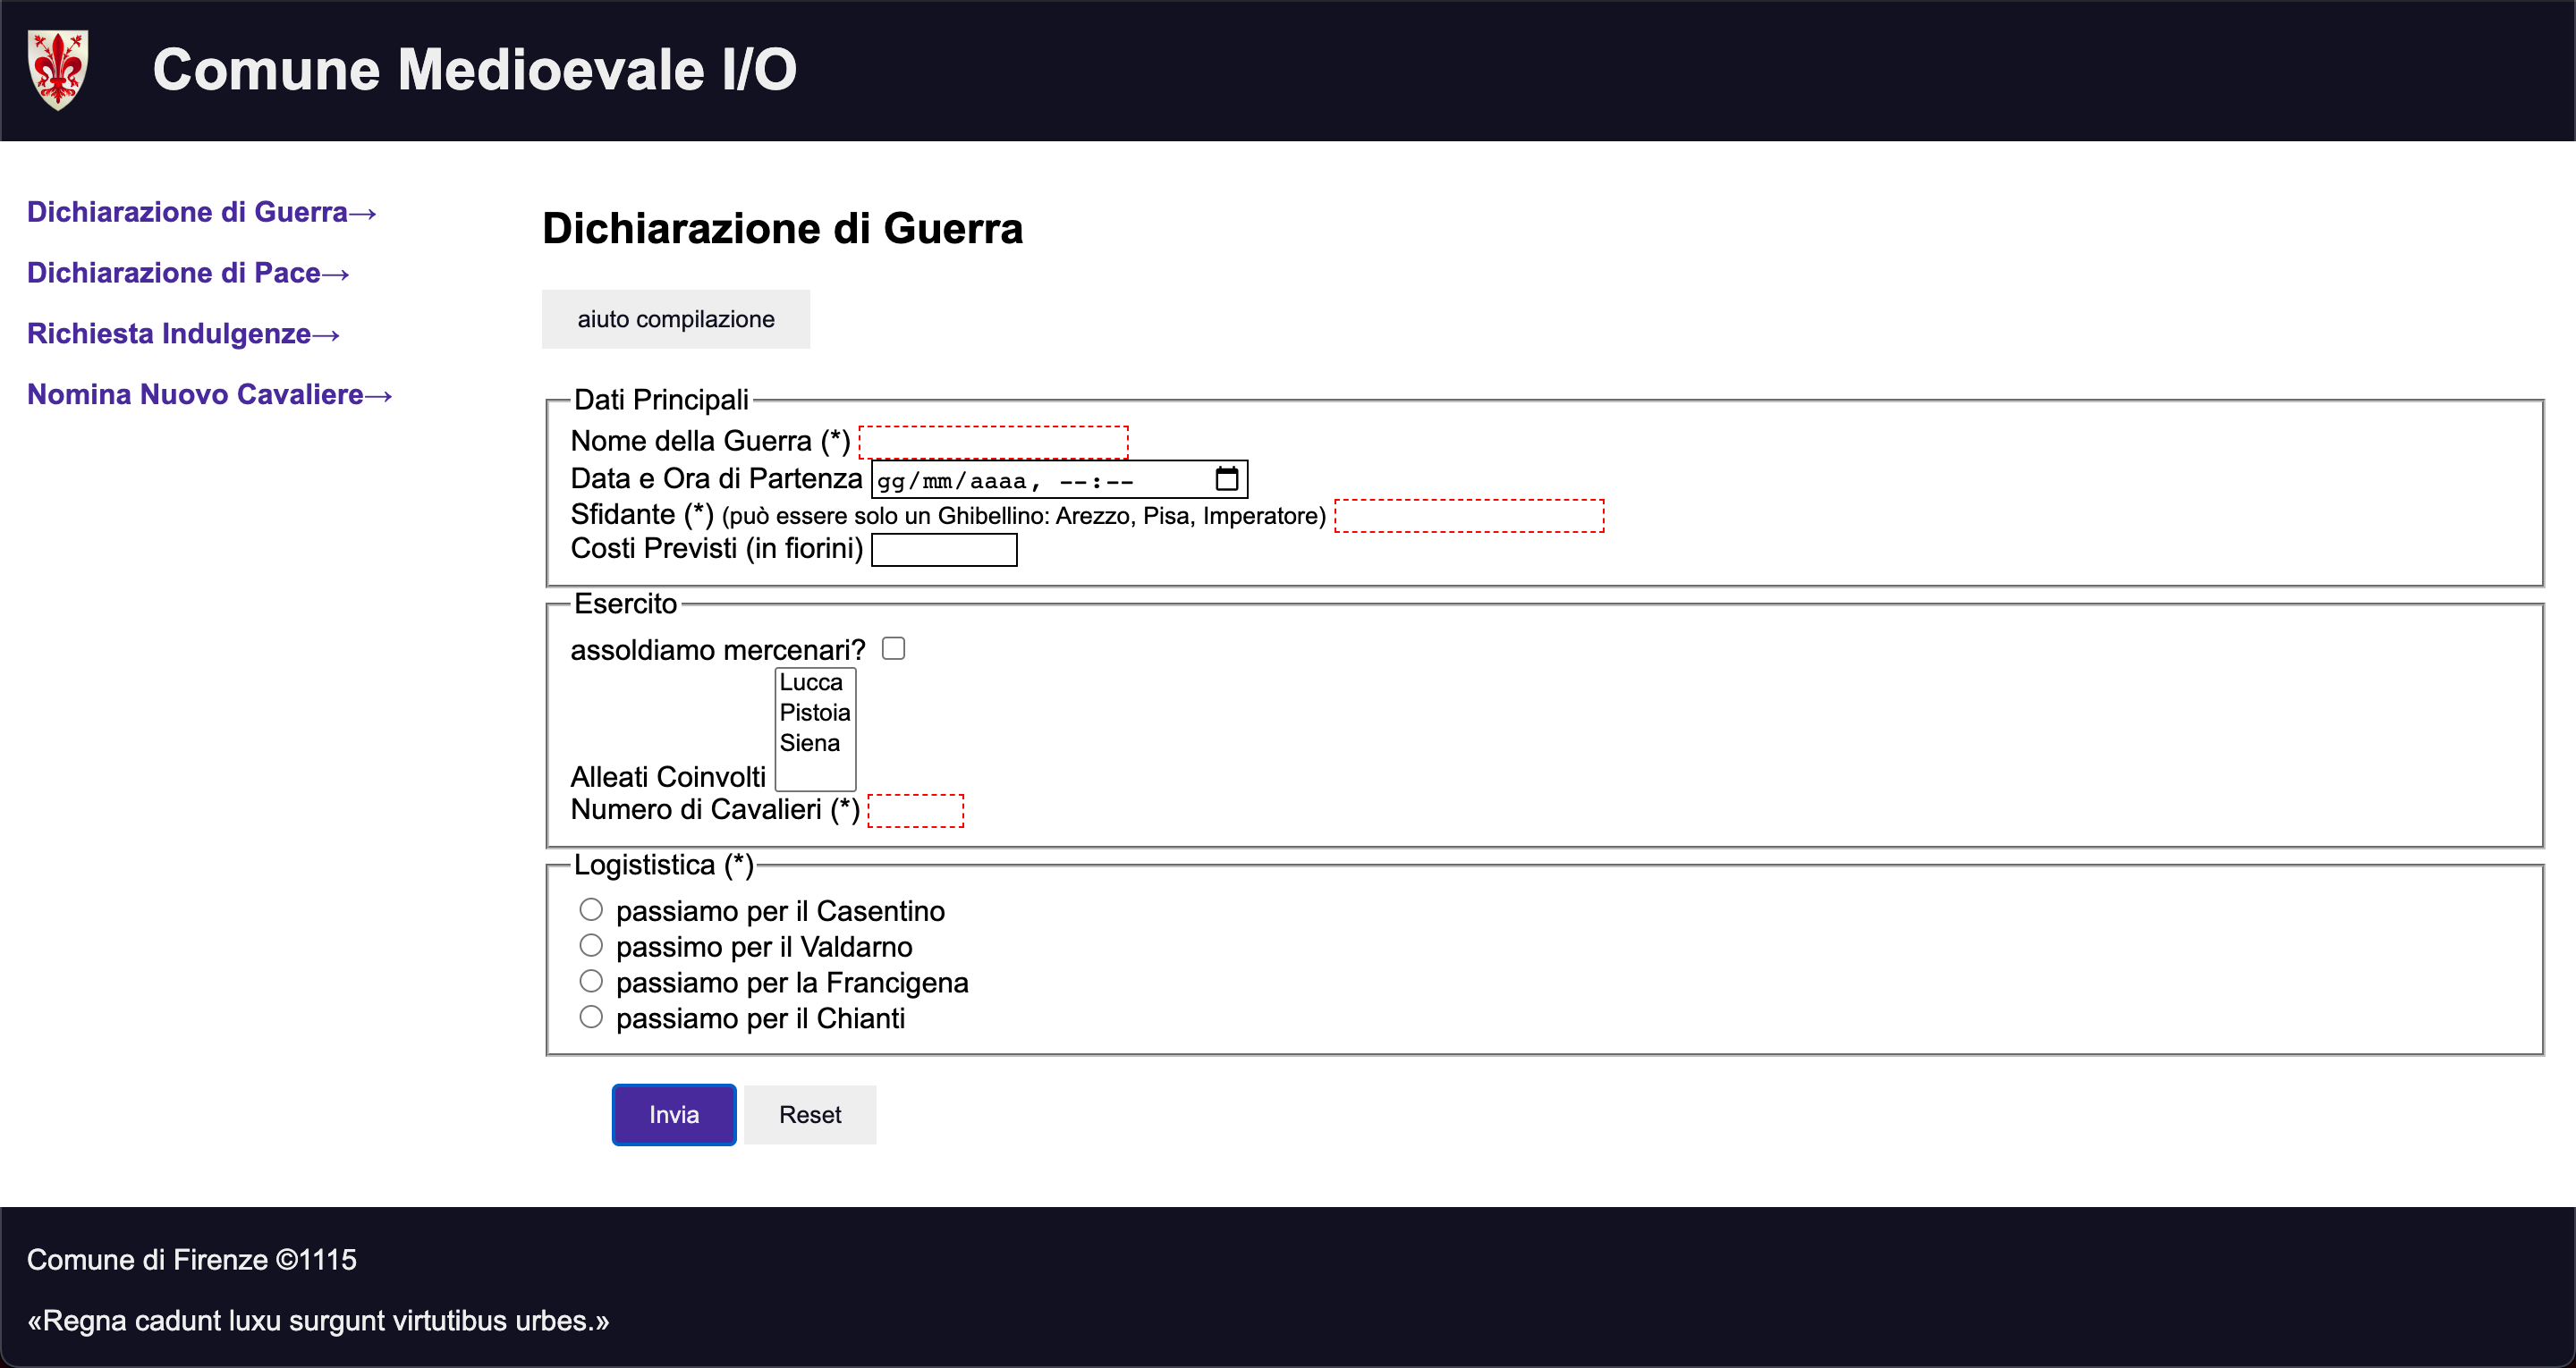 Comune Medioevale I/O
Dichiarazione di Guerra→
Dichiarazione di Pace→
Richiesta Indulgenze→
Nomina Nuovo Cavaliere→
Dichiarazione di Guerra
aiuto compilazione
Dati Principali
Nome della Guerra (*)
Data e Ora di Partenza gg/mm/aaaa, --:--
Sfidante (*) (può essere solo un Ghibellino: Arezzo, Pisa, Imperatore)
Costi Previsti (in fiorini)
Esercito
assoldiamo mercenari?
Lucca
Pistoia
Siena
Alleati Coinvolti
Numero di Cavalieri (*)
Logististica (*)
passiamo per il Casentino
passimo per il Valdarno
passiamo per la Francigena
passiamo per il Chianti
Invia Reset
Comune di Firenze ©1115
«Regna cadunt luxu surgunt virtutibus urbes.»